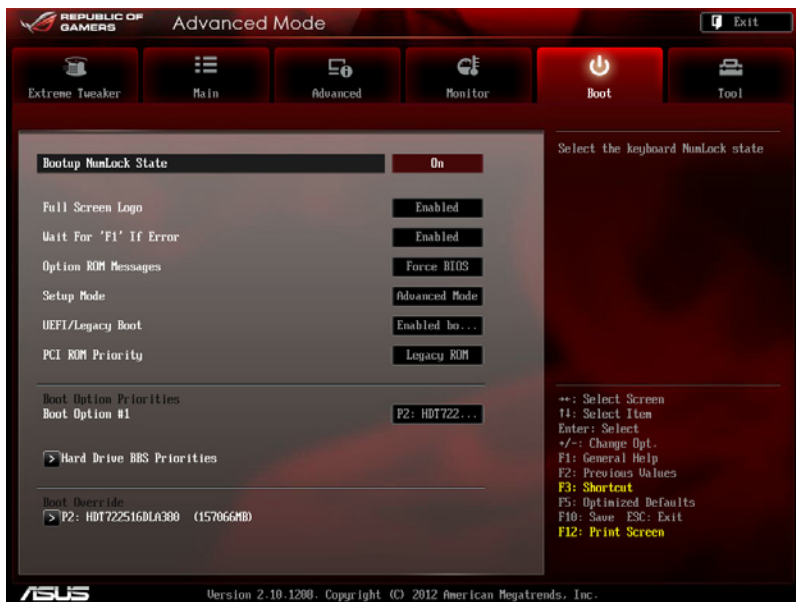 REPUBLIC OF
GAMERS
Advanced Mode
Exit
Extreme Tweaker
Main
Advanced
Monitor
Boot
Tool
Bootup NumLock State On
Select the keyboard NumLock state
Full Screen Logo Enabled
Wait For 'F1' If Error Enabled
Option ROM Messages Force BIOS
Setup Mode Advanced Mode
UEFI/Legacy Boot Enabled bo...
PCI ROM Priority Legacy ROM
Boot Option Priorities
Boot Option #1 P2: HDT722...
> Hard Drive BBS Priorities
Boot Override
> P2: HDT722516DLA380 (157066MB)
→←: Select Screen
↑↓: Select Item
Enter: Select
+/-: Change Opt.
F1: General Help
F2: Previous Values
F3: Shortcut
F5: Optimized Defaults
F10: Save ESC: Exit
F12: Print Screen
ASUS
Version 2.10.1208. Copyright (C) 2012 American Megatrends, Inc.